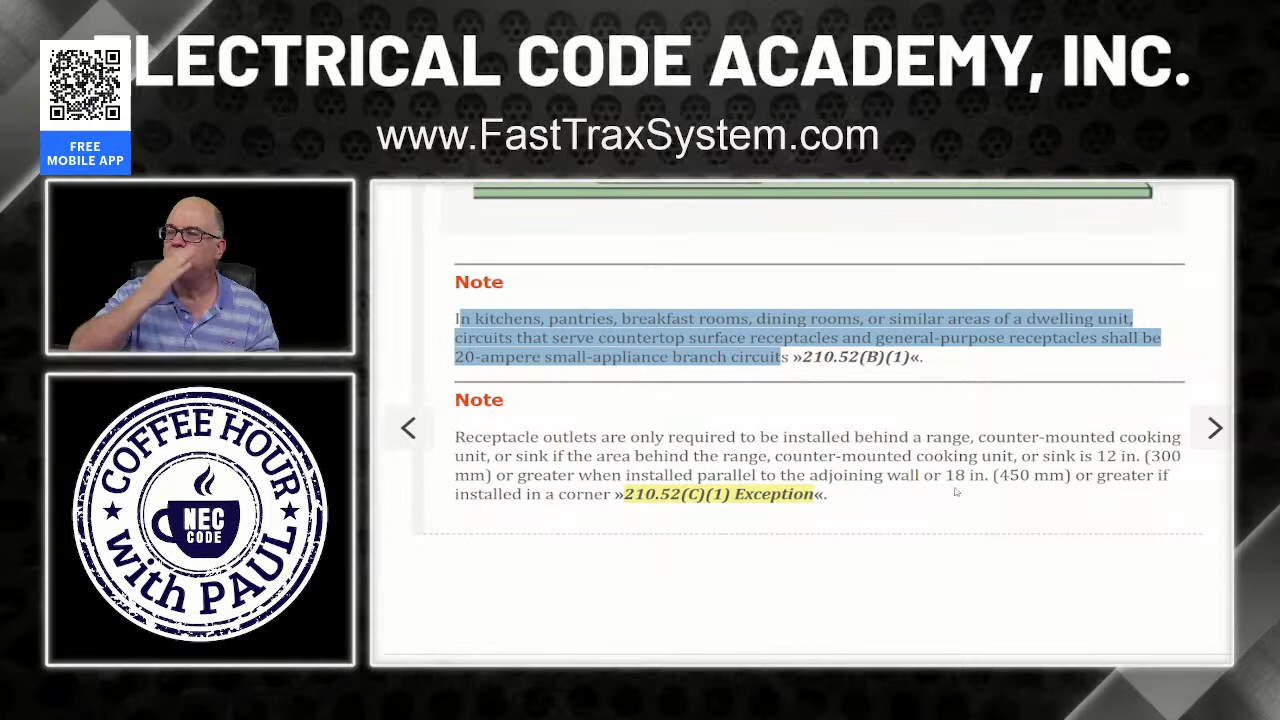 ELECTRICAL CODE ACADEMY, INC.
www.FastTraxSystem.com
FREE
MOBILE APP
Note
In kitchens, pantries, breakfast rooms, dining rooms, or similar areas of a dwelling unit,
circuits that serve countertop surface receptacles and general-purpose receptacles shall be
20-ampere small-appliance branch circuits »210.52(B)(1)«.
Note
Receptacle outlets are only required to be installed behind a range, counter-mounted cooking
unit, or sink if the area behind the range, counter-mounted cooking unit, or sink is 12 in. (300
mm) or greater when installed parallel to the adjoining wall or 18 in. (450 mm) or greater if
installed in a corner »210.52(C)(1) Exception«.
COFFEE HOUR
NEC
CODE
with PAUL